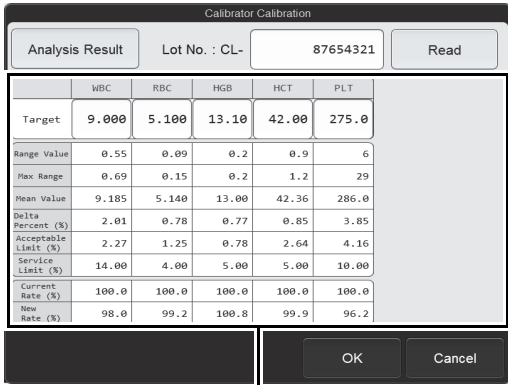 Calibrator Calibration
Analysis Result Lot No. : CL- 87654321 Read
WBC RBC HGB HCT PLT
Target 9.000 5.100 13.10 42.00 275.0
Range Value 0.55 0.09 0.2 0.9 6
Max Range 0.69 0.15 0.2 1.2 29
Mean Value 9.185 5.140 13.00 42.36 286.0
Delta
Percent (%) 2.01 0.78 0.77 0.85 3.85
Acceptable
Limit (%) 2.27 1.25 0.78 2.64 4.16
Service
Limit (%) 14.00 4.00 5.00 5.00 10.00
Current
Rate (%) 100.0 100.0 100.0 100.0 100.0
New
Rate (%) 98.0 99.2 100.8 99.9 96.2
OK Cancel